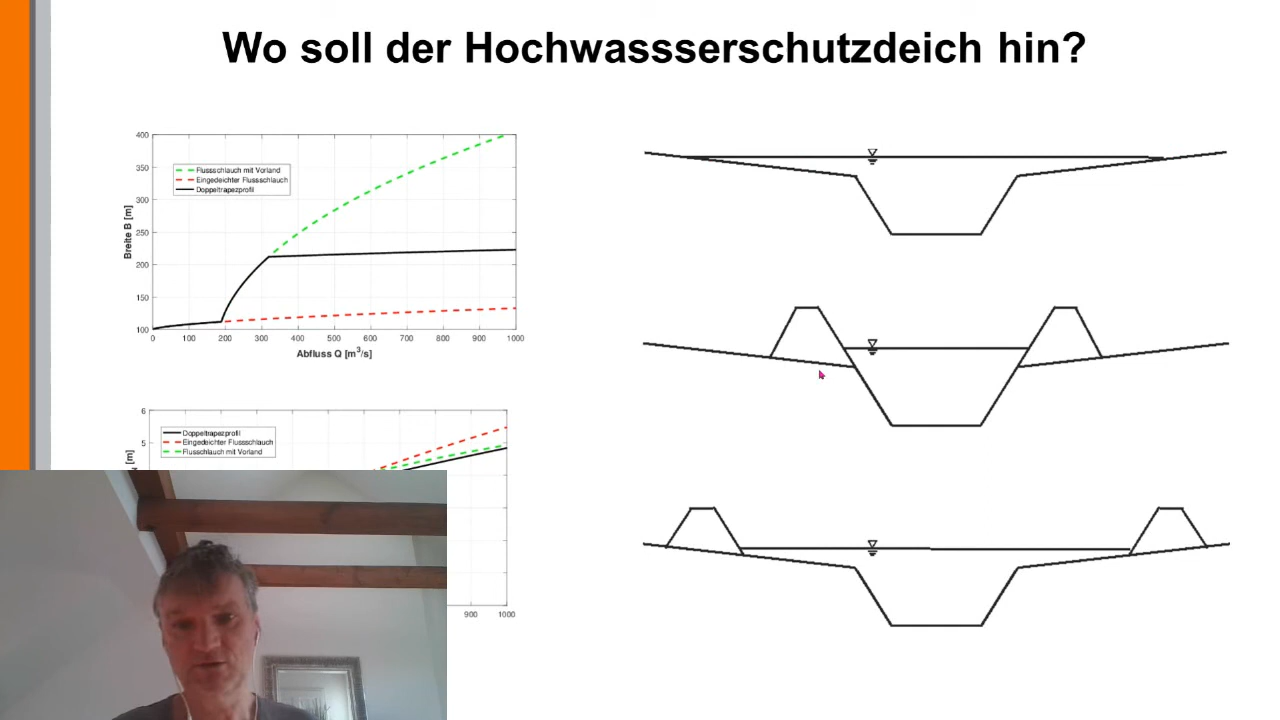 Wo soll der Hochwassserschutzdeich hin?
400
350
300
250
200
150
100
Breite B [m]
Flussschlauch mit Vorland
Eingedeichter Flussschlauch
Doppeltrapezprofil
0 100 200 300 400 500 600 700 800 900 1000
Abfluss Q [m³/s]
6
5
[m]
Doppeltrapezprofil
Eingedeichter Flussschlauch
Flusschlauch mit Vorland
900 1000